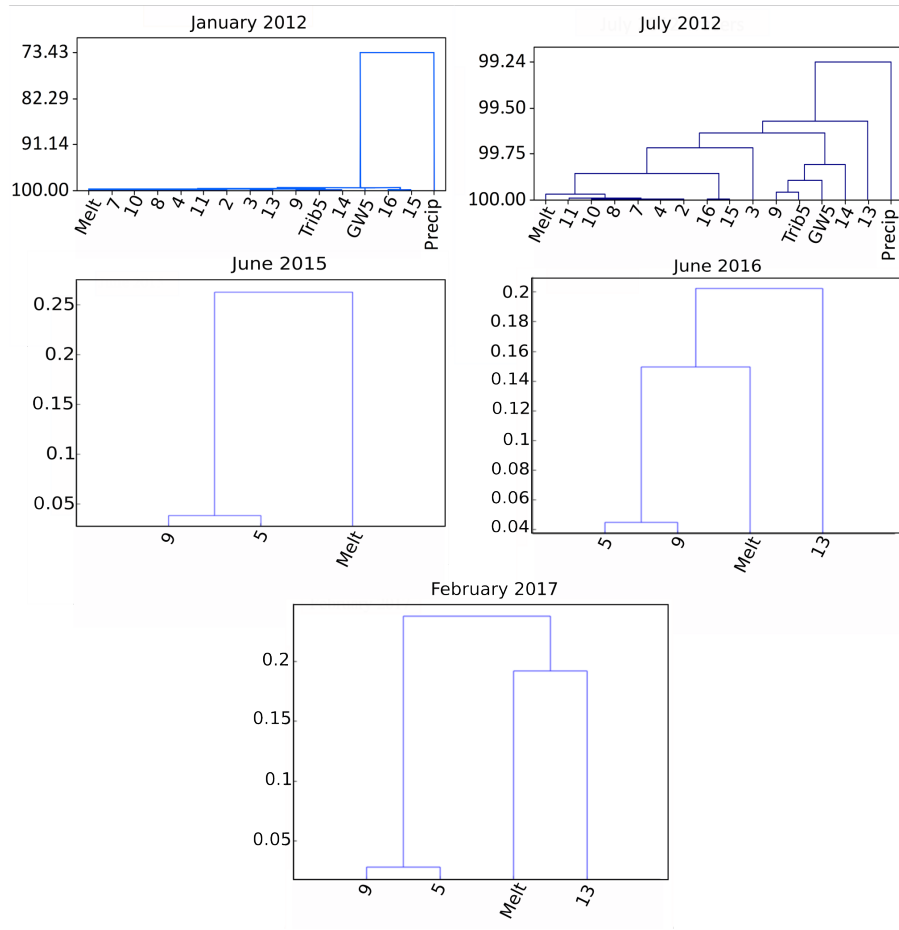 January 2012
73.43
82.29
91.14
100.00
Melt 7 10 8 4 11 2 3 13 9 Trib5 14 GW5 16 15 Precip
July 2012
99.24
99.50
99.75
100.00
Melt 11 10 8 7 4 2 16 15 3 9 Trib5 GW5 14 13 Precip
June 2015
0.25
0.2
0.15
0.1
0.05
9 5 Melt
June 2016
0.2
0.18
0.16
0.14
0.12
0.1
0.08
0.06
0.04
5 9 Melt 13
February 2017
0.2
0.15
0.1
0.05
9 5 Melt 13